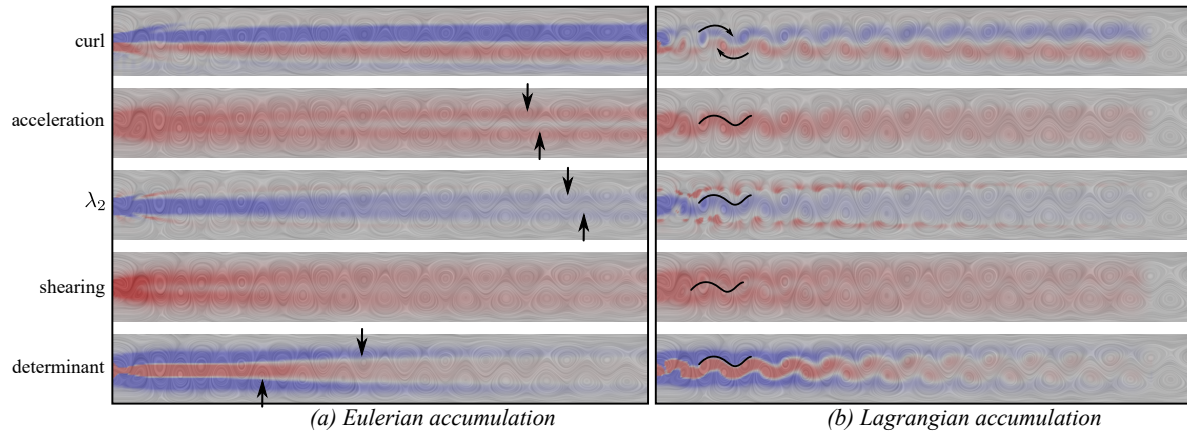 curl
acceleration
λ₂
shearing
determinant
(a) Eulerian accumulation
(b) Lagrangian accumulation